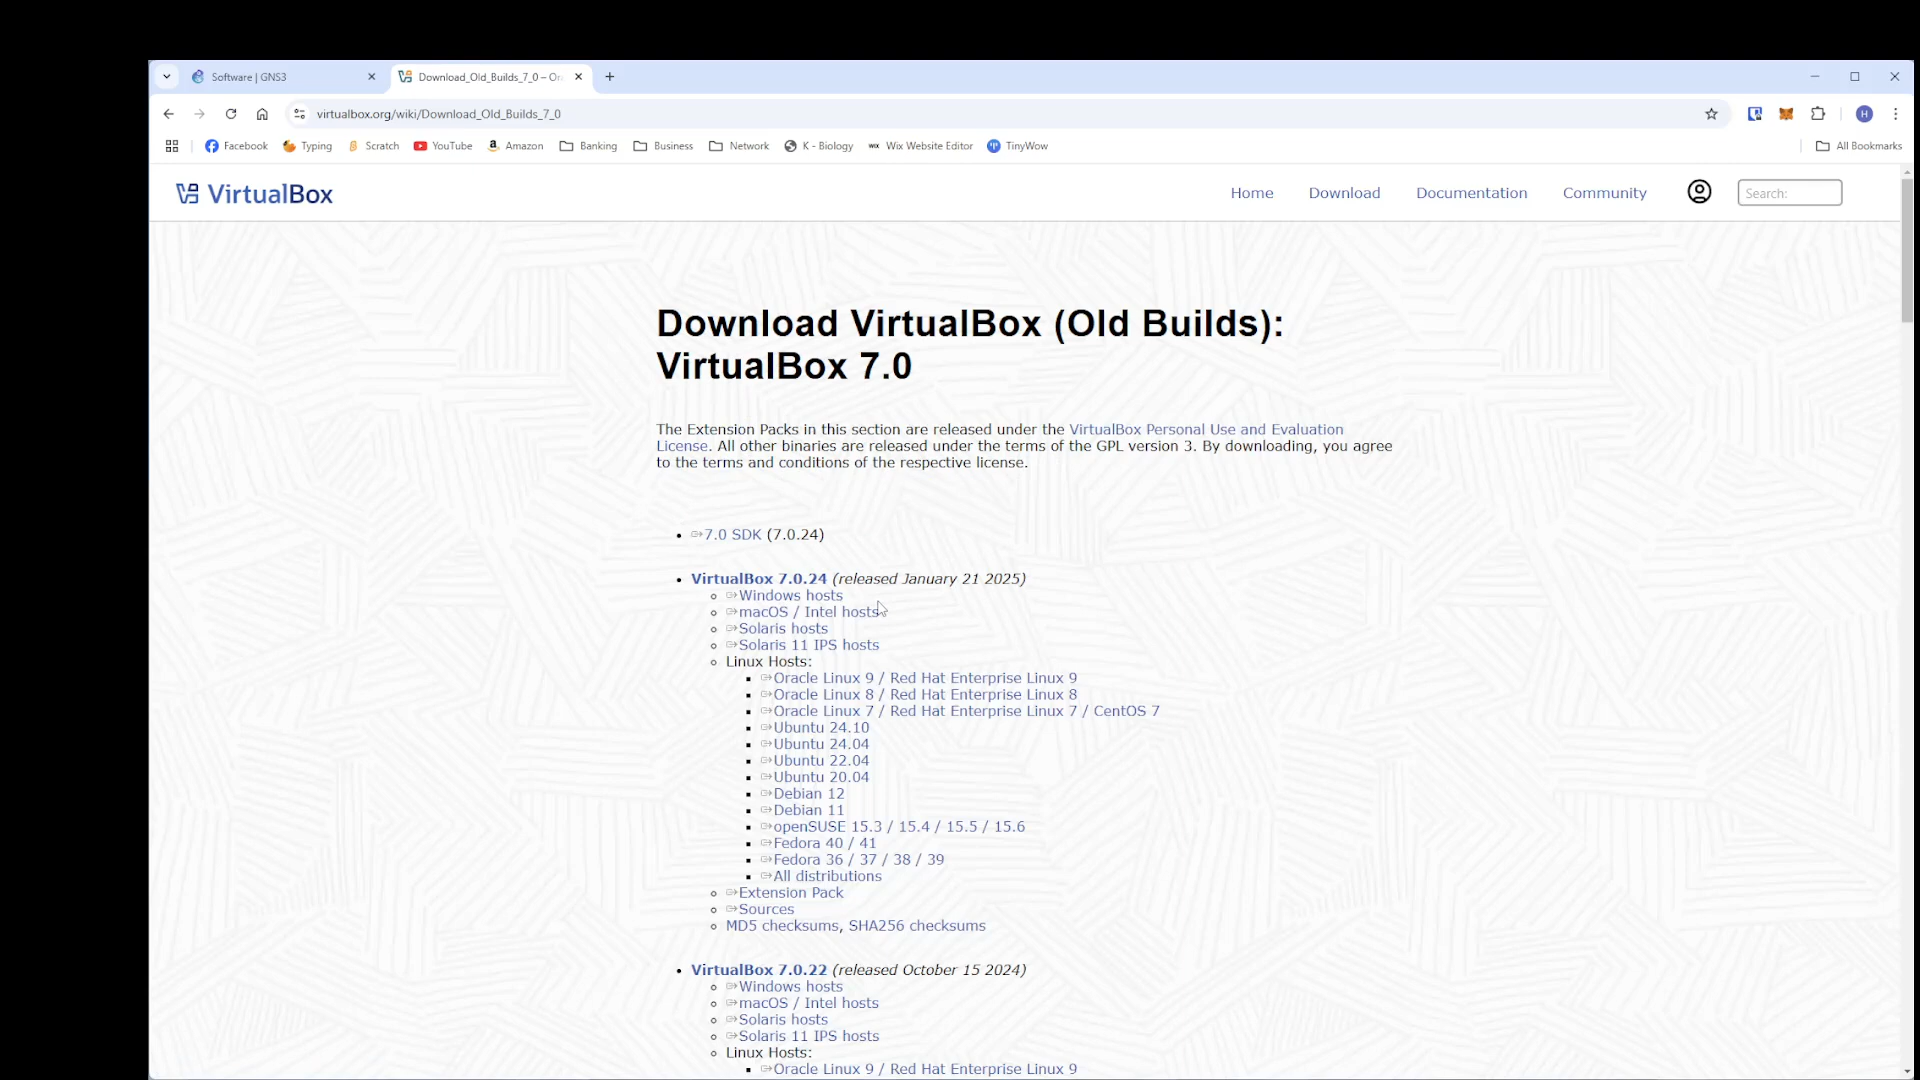 Software | GNS3
Download_Old_Builds_7_0 – Or
virtualbox.org/wiki/Download_Old_Builds_7_0
H
Facebook Typing Scratch YouTube Amazon Banking Business Network K - Biology Wix Website Editor TinyWow All Bookmarks
VirtualBox
Home Download Documentation Community Search:
Download VirtualBox (Old Builds):
VirtualBox 7.0
The Extension Packs in this section are released under the VirtualBox Personal Use and Evaluation
License. All other binaries are released under the terms of the GPL version 3. By downloading, you agree
to the terms and conditions of the respective license.
7.0 SDK (7.0.24)
VirtualBox 7.0.24 (released January 21 2025)
Windows hosts
macOS / Intel hosts
Solaris hosts
Solaris 11 IPS hosts
Linux Hosts:
Oracle Linux 9 / Red Hat Enterprise Linux 9
Oracle Linux 8 / Red Hat Enterprise Linux 8
Oracle Linux 7 / Red Hat Enterprise Linux 7 / CentOS 7
Ubuntu 24.10
Ubuntu 24.04
Ubuntu 22.04
Ubuntu 20.04
Debian 12
Debian 11
openSUSE 15.3 / 15.4 / 15.5 / 15.6
Fedora 40 / 41
Fedora 36 / 37 / 38 / 39
All distributions
Extension Pack
Sources
MD5 checksums, SHA256 checksums
VirtualBox 7.0.22 (released October 15 2024)
Windows hosts
macOS / Intel hosts
Solaris hosts
Solaris 11 IPS hosts
Linux Hosts:
Oracle Linux 9 / Red Hat Enterprise Linux 9